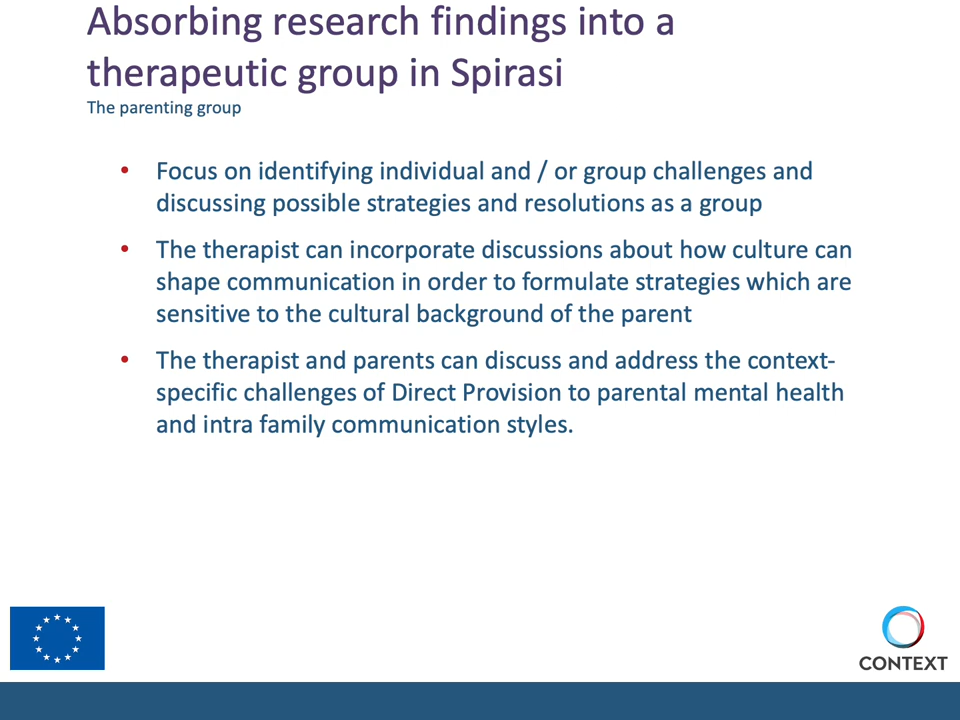 Absorbing research findings into a
therapeutic group in Spirasi
The parenting group
• Focus on identifying individual and / or group challenges and
discussing possible strategies and resolutions as a group
• The therapist can incorporate discussions about how culture can
shape communication in order to formulate strategies which are
sensitive to the cultural background of the parent
• The therapist and parents can discuss and address the context-
specific challenges of Direct Provision to parental mental health
and intra family communication styles.
CONTEXT